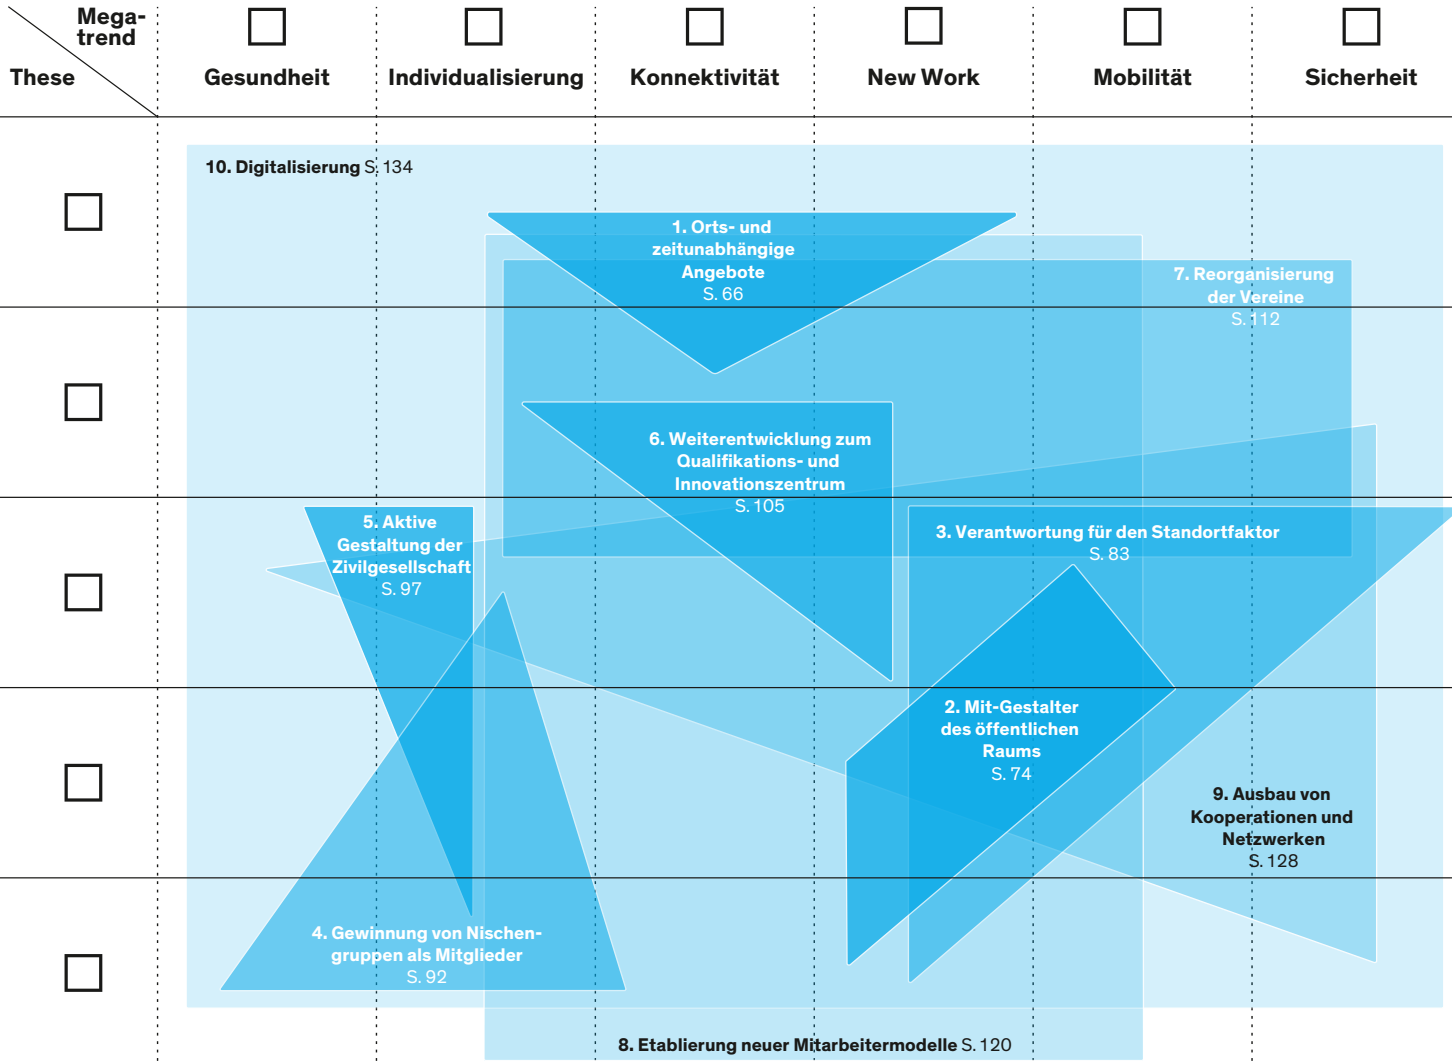 Mega-
trend
These
Gesundheit
Individualisierung
Konnektivität
New Work
Mobilität
Sicherheit
10. Digitalisierung S. 134
1. Orts- und
zeitunabhängige
Angebote
S. 66
7. Reorganisierung
der Vereine
S. 112
6. Weiterentwicklung zum
Qualifikations- und
Innovationszentrum
S. 105
5. Aktive
Gestaltung der
Zivilgesellschaft
S. 97
3. Verantwortung für den Standortfaktor
S. 83
2. Mit-Gestalter
des öffentlichen
Raums
S. 74
9. Ausbau von
Kooperationen und
Netzwerken
S. 128
4. Gewinnung von Nischen-
gruppen als Mitglieder
S. 92
8. Etablierung neuer Mitarbeitermodelle S. 120